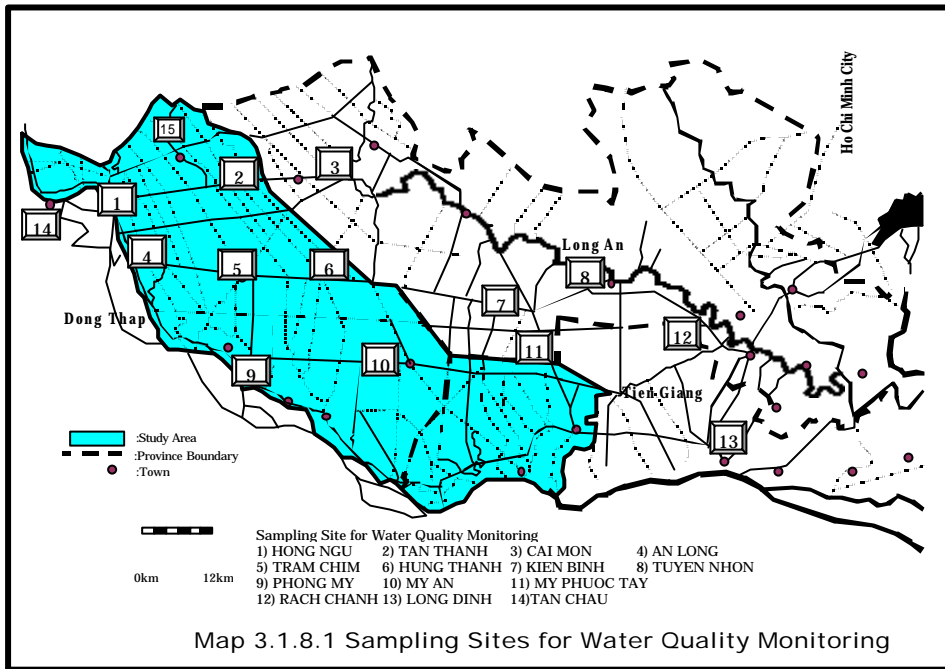 Ho Chi Minh City
15
3
2
1
14
Long An
4
5
6
8
7
Dong Thap
12
11
10
9
Tien Giang
13
:Study Area
:Province Boundary
:Town
Sampling Site for Water Quality Monitoring
1) HONG NGU 2) TAN THANH 3) CAI MON 4) AN LONG
5) TRAM CHIM 6) HUNG THANH 7) KIEN BINH 8) TUYEN NHON
0km 12km
9) PHONG MY 10) MY AN 11) MY PHUOC TAY
12) RACH CHANH 13) LONG DINH 14)TAN CHAU
Map 3.1.8.1 Sampling Sites for Water Quality Monitoring